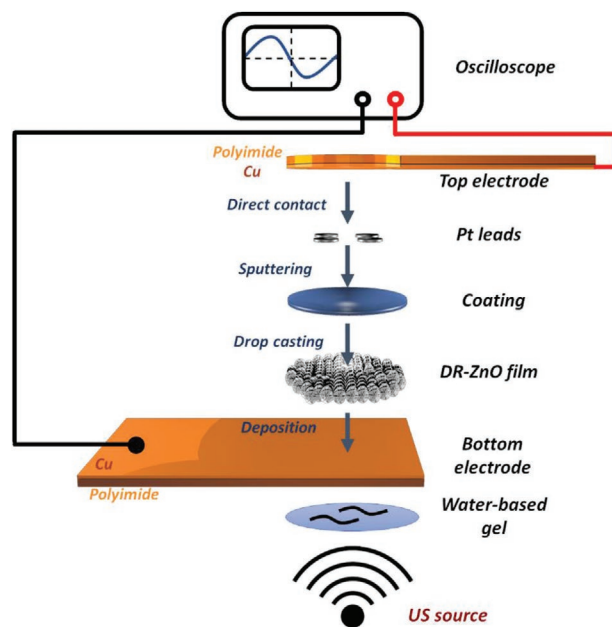 Oscilloscope
Polyimide
Cu
Top electrode
Direct contact
Pt leads
Sputtering
Coating
Drop casting
DR-ZnO film
Deposition
Bottom
electrode
Cu
Polyimide
Water-based
gel
US source